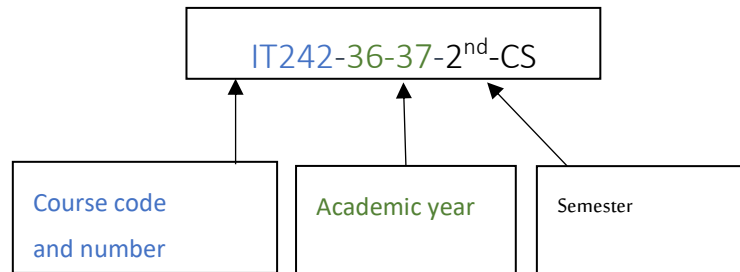 IT242-36-37-2nd-CS
Course code
and number
Academic year
Semester